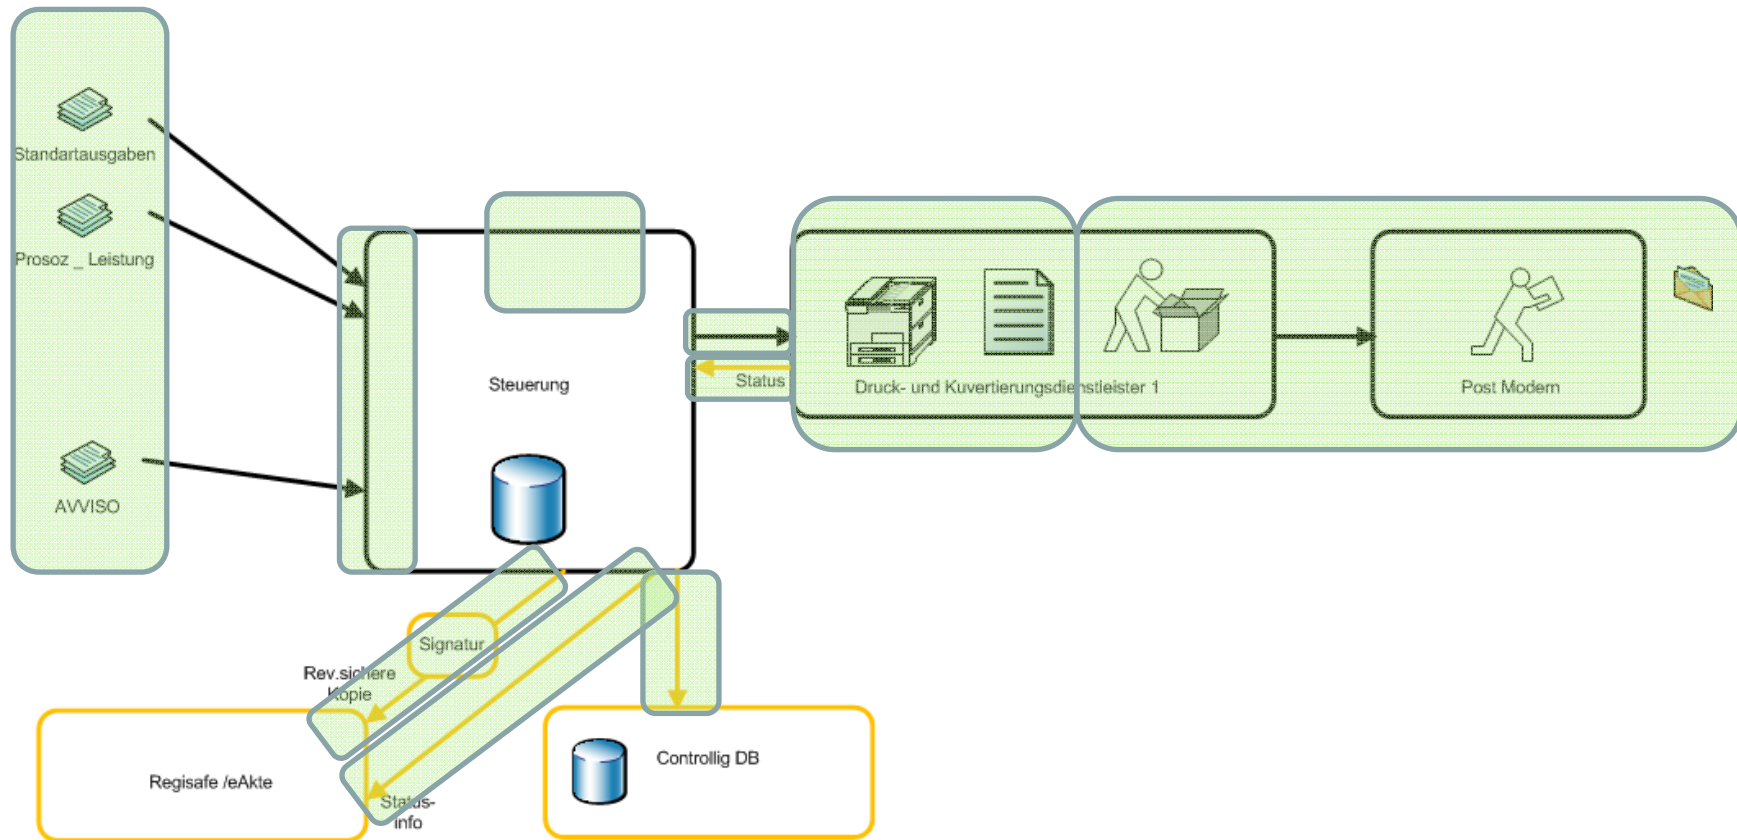 Standartausgaben
Prosoz _ Leistung
AVVISO
Steuerung
Status
Druck- und Kuvertierungsdienstleister 1
Post Modern
Signatur
Rev.sichere
Kopie
Regisafe /eAkte
Status-
info
Controllig DB